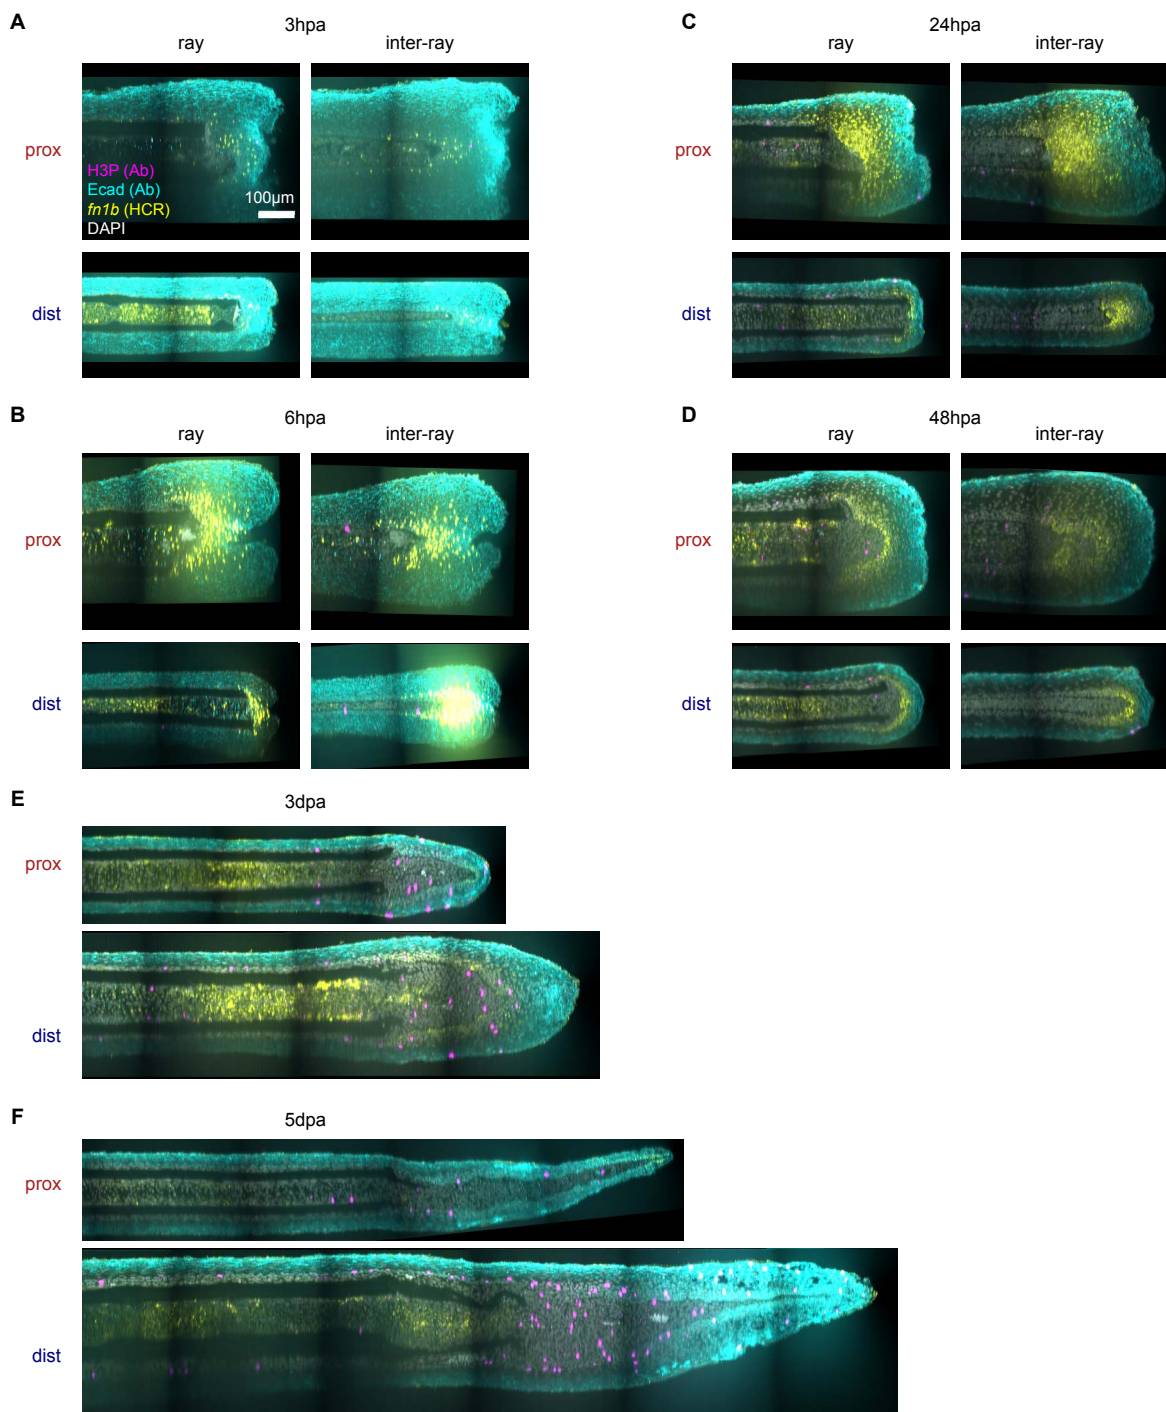 A
3hpa
ray
inter-ray
prox
H3P (Ab)
Ecad (Ab)
fn1b (HCR)
DAPI
100µm
dist
B
6hpa
ray
inter-ray
prox
dist
C
24hpa
ray
inter-ray
prox
dist
D
48hpa
ray
inter-ray
prox
dist
E
3dpa
prox
dist
F
5dpa
prox
dist